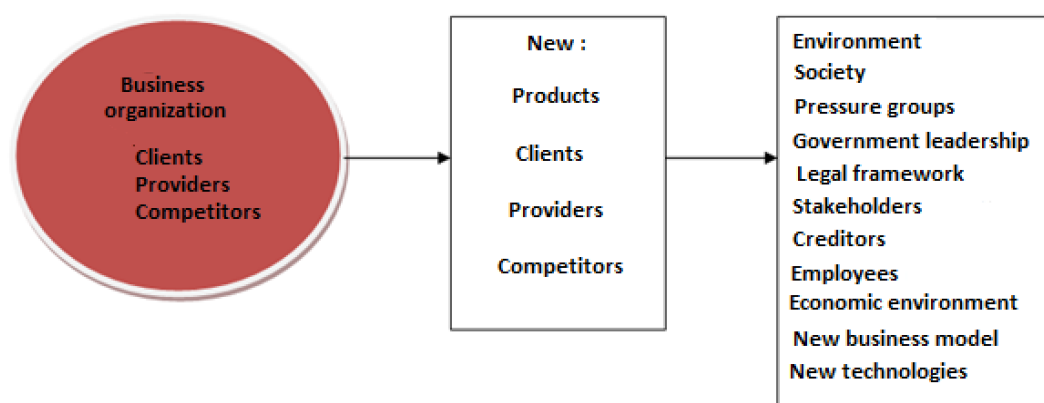 Business
organization
Clients
Providers
Competitors
New :
Products
Clients
Providers
Competitors
Environment
Society
Pressure groups
Government leadership
Legal framework
Stakeholders
Creditors
Employees
Economic environment
New business model
New technologies